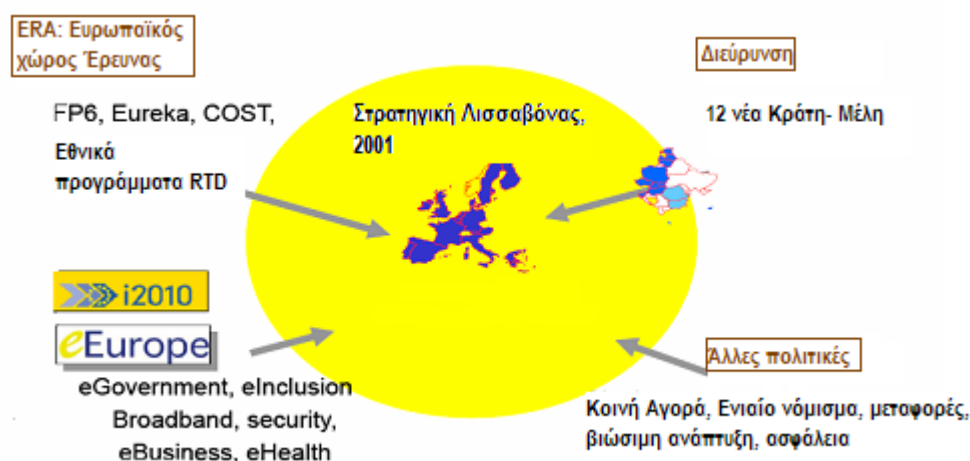 ERA: Ευρωπαϊκός
χώρος Έρευνας
FP6, Eureka, COST,
Εθνικά
προγράμματα RTD
Στρατηγική Λισσαβόνας,
2001
Διεύρυνση
12 νέα Κράτη- Μέλη
i2010
eEurope
eGovernment, eInclusion
Broadband, security,
eBusiness, eHealth
Άλλες πολιτικές
Κοινή Αγορά, Ενιαίο νόμισμα, μεταφορές,
βιώσιμη ανάπτυξη, ασφάλεια